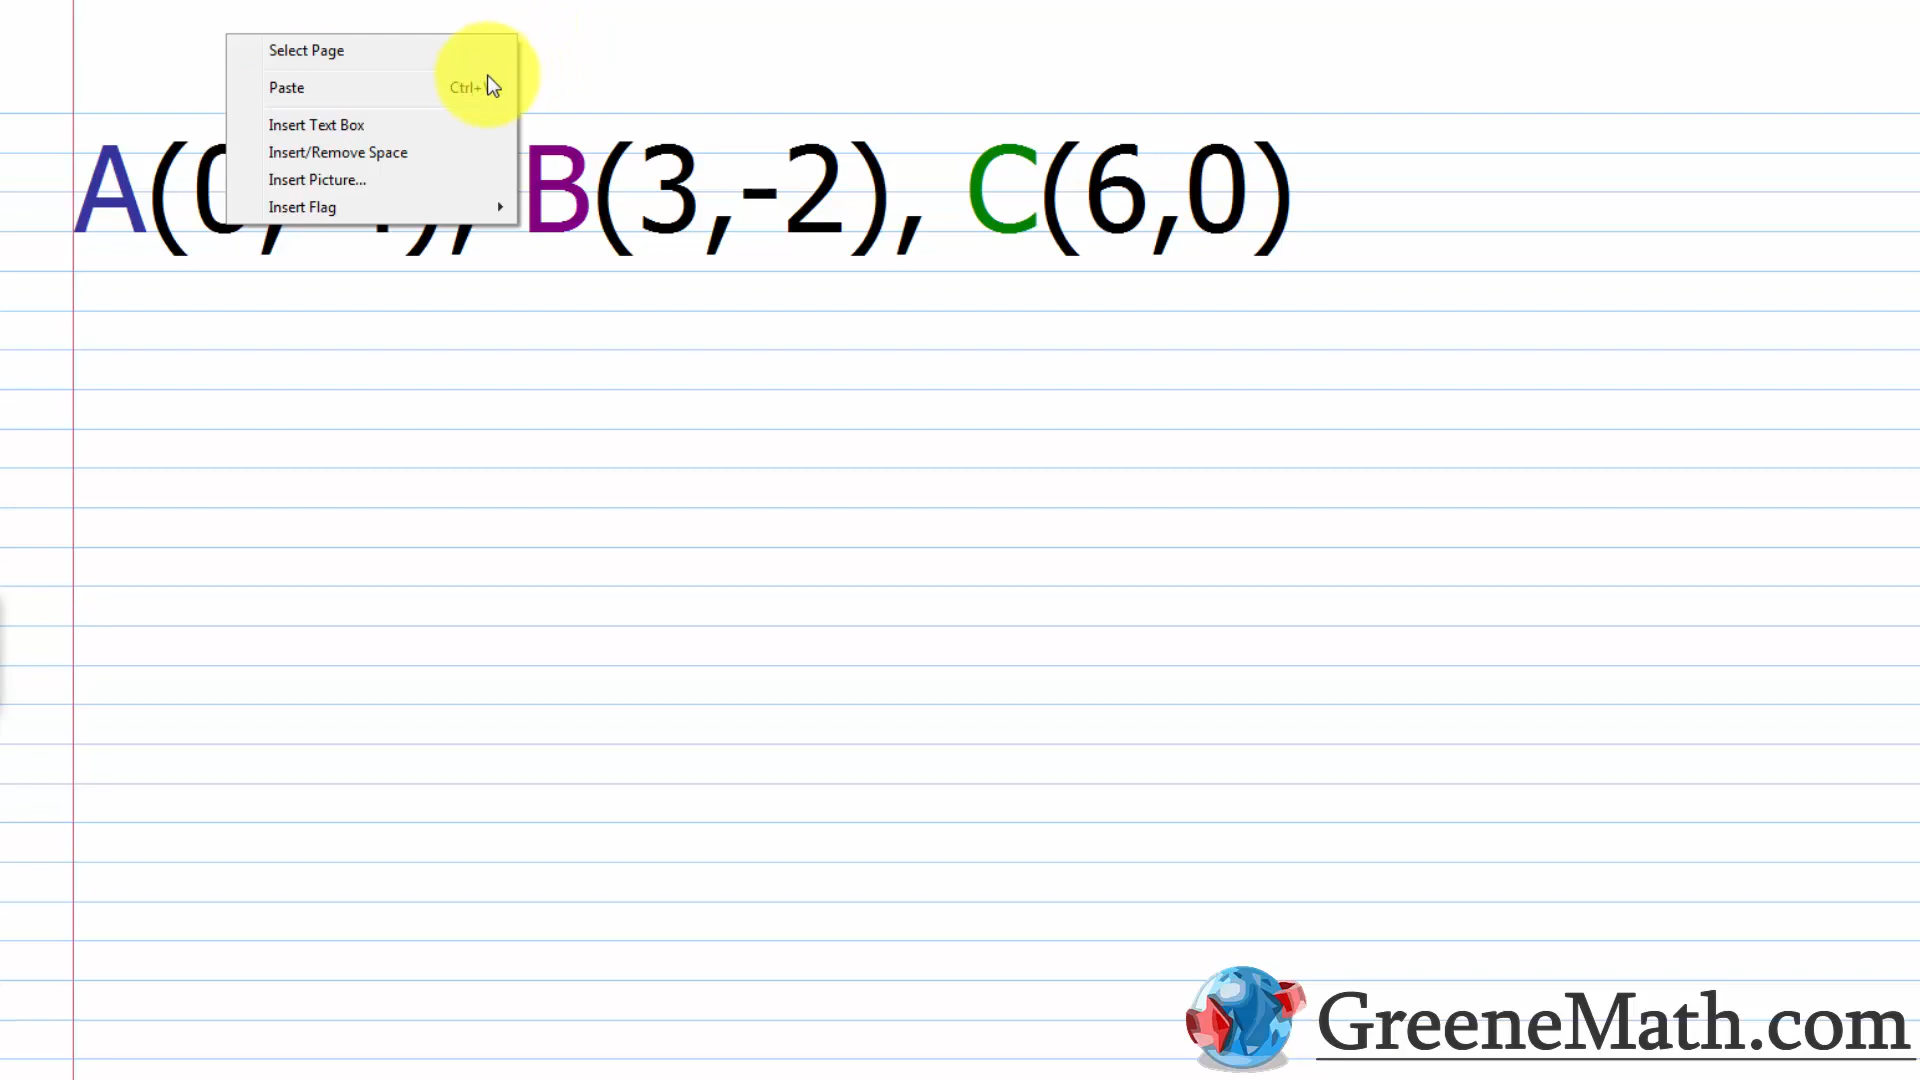 Select Page
Paste Ctrl+
Insert Text Box
Insert/Remove Space
Insert Picture...
Insert Flag
A(0, ), B(3,-2), C(6,0)
GreeneMath.com